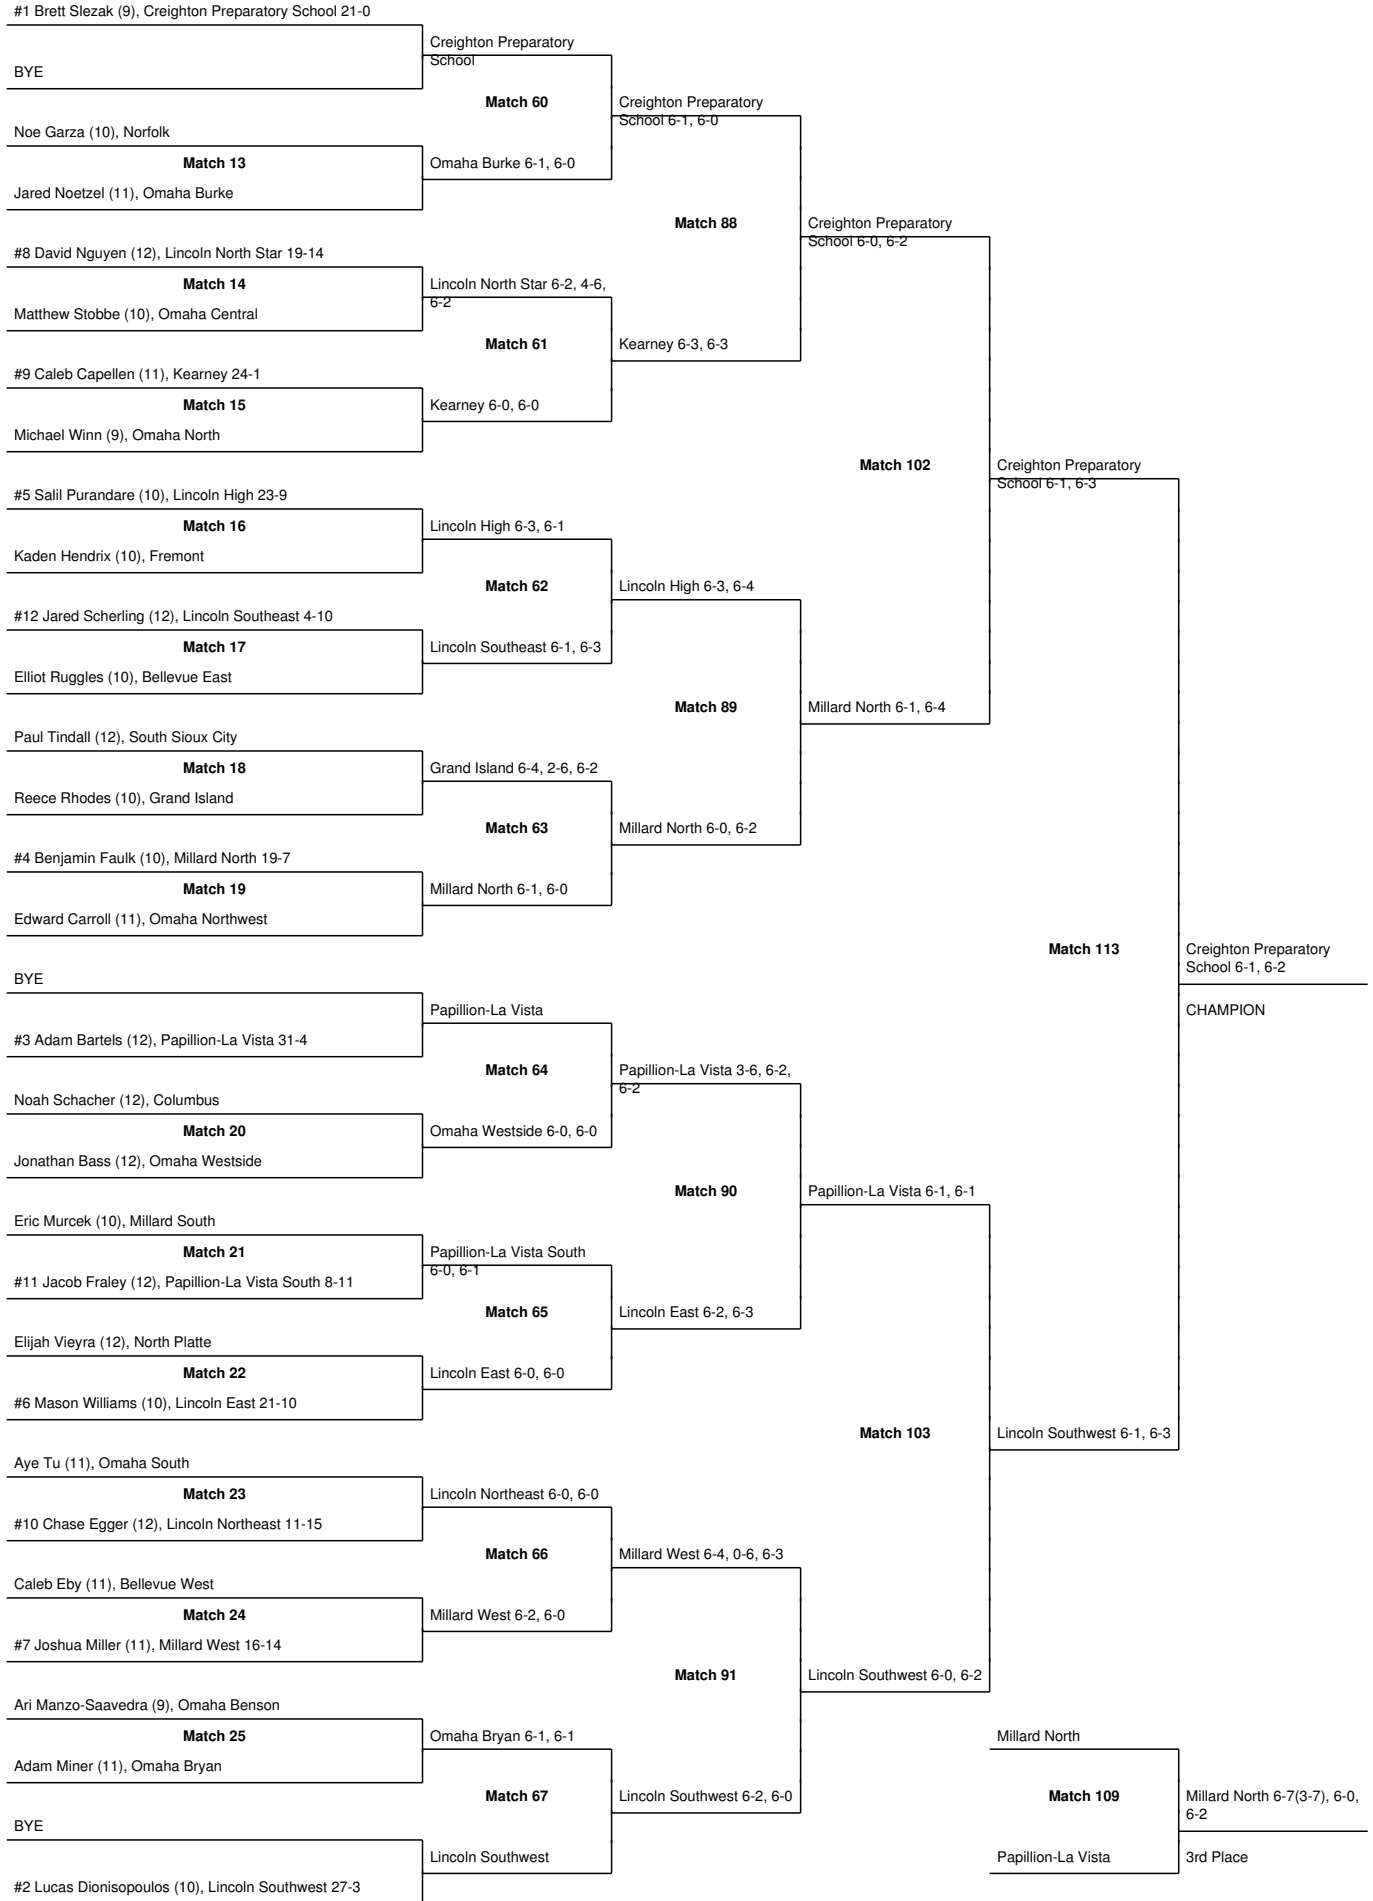 #1 Brett Slezak (9), Creighton Preparatory School 21-0
Creighton Preparatory
School
BYE
Match 60
Creighton Preparatory
School 6-1, 6-0
Noe Garza (10), Norfolk
Match 13
Omaha Burke 6-1, 6-0
Jared Noetzel (11), Omaha Burke
Match 88
Creighton Preparatory
School 6-0, 6-2
#8 David Nguyen (12), Lincoln North Star 19-14
Match 14
Lincoln North Star 6-2, 4-6,
6-2
Matthew Stobbe (10), Omaha Central
Match 61
Kearney 6-3, 6-3
#9 Caleb Capellen (11), Kearney 24-1
Match 15
Kearney 6-0, 6-0
Michael Winn (9), Omaha North
Match 102
Creighton Preparatory
School 6-1, 6-3
#5 Salil Purandare (10), Lincoln High 23-9
Match 16
Lincoln High 6-3, 6-1
Kaden Hendrix (10), Fremont
Match 62
Lincoln High 6-3, 6-4
#12 Jared Scherling (12), Lincoln Southeast 4-10
Match 17
Lincoln Southeast 6-1, 6-3
Elliot Ruggles (10), Bellevue East
Match 89
Millard North 6-1, 6-4
Paul Tindall (12), South Sioux City
Match 18
Grand Island 6-4, 2-6, 6-2
Reece Rhodes (10), Grand Island
Match 63
Millard North 6-0, 6-2
#4 Benjamin Faulk (10), Millard North 19-7
Match 19
Millard North 6-1, 6-0
Edward Carroll (11), Omaha Northwest
Match 113
Creighton Preparatory
School 6-1, 6-2
CHAMPION
BYE
Papillion-La Vista
#3 Adam Bartels (12), Papillion-La Vista 31-4
Match 64
Papillion-La Vista 3-6, 6-2,
6-2
Noah Schacher (12), Columbus
Match 20
Omaha Westside 6-0, 6-0
Jonathan Bass (12), Omaha Westside
Match 90
Papillion-La Vista 6-1, 6-1
Eric Murcek (10), Millard South
Match 21
Papillion-La Vista South
6-0, 6-1
#11 Jacob Fraley (12), Papillion-La Vista South 8-11
Match 65
Lincoln East 6-2, 6-3
Elijah Vieyra (12), North Platte
Match 22
Lincoln East 6-0, 6-0
#6 Mason Williams (10), Lincoln East 21-10
Match 103
Lincoln Southwest 6-1, 6-3
Aye Tu (11), Omaha South
Match 23
Lincoln Northeast 6-0, 6-0
#10 Chase Egger (12), Lincoln Northeast 11-15
Match 66
Millard West 6-4, 0-6, 6-3
Caleb Eby (11), Bellevue West
Match 24
Millard West 6-2, 6-0
#7 Joshua Miller (11), Millard West 16-14
Match 91
Lincoln Southwest 6-0, 6-2
Ari Manzo-Saavedra (9), Omaha Benson
Match 25
Omaha Bryan 6-1, 6-1
Adam Miner (11), Omaha Bryan
Match 67
Lincoln Southwest 6-2, 6-0
BYE
Lincoln Southwest
#2 Lucas Dionisopoulos (10), Lincoln Southwest 27-3
Millard North
Match 109
Millard North 6-7(3-7), 6-0,
6-2
Papillion-La Vista
3rd Place